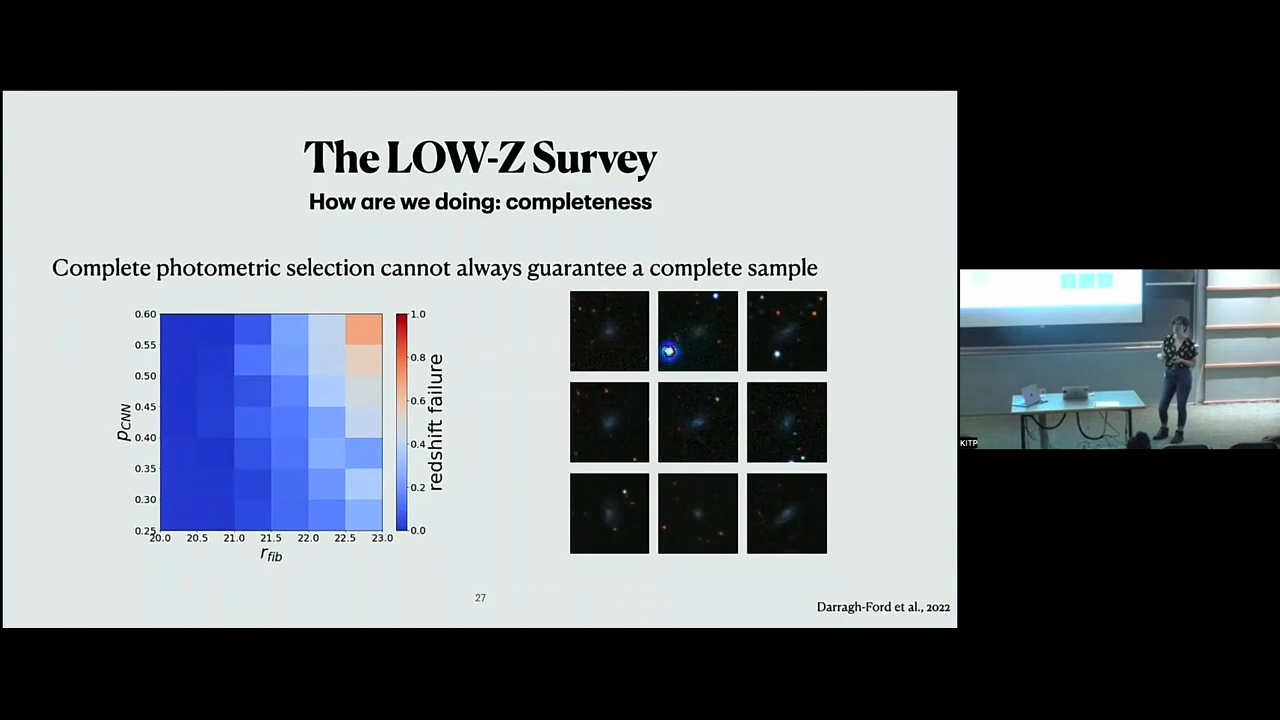 The LOW-Z Survey
How are we doing: completeness
Complete photometric selection cannot always guarantee a complete sample
0.60
0.55
0.50
0.45
0.40
0.35
0.30
0.25
pCNN
20.0 20.5 21.0 21.5 22.0 22.5 23.0
rfib
1.0
0.8
0.6
0.4
0.2
0.0
redshift failure
27
Darragh-Ford et al., 2022
KITP